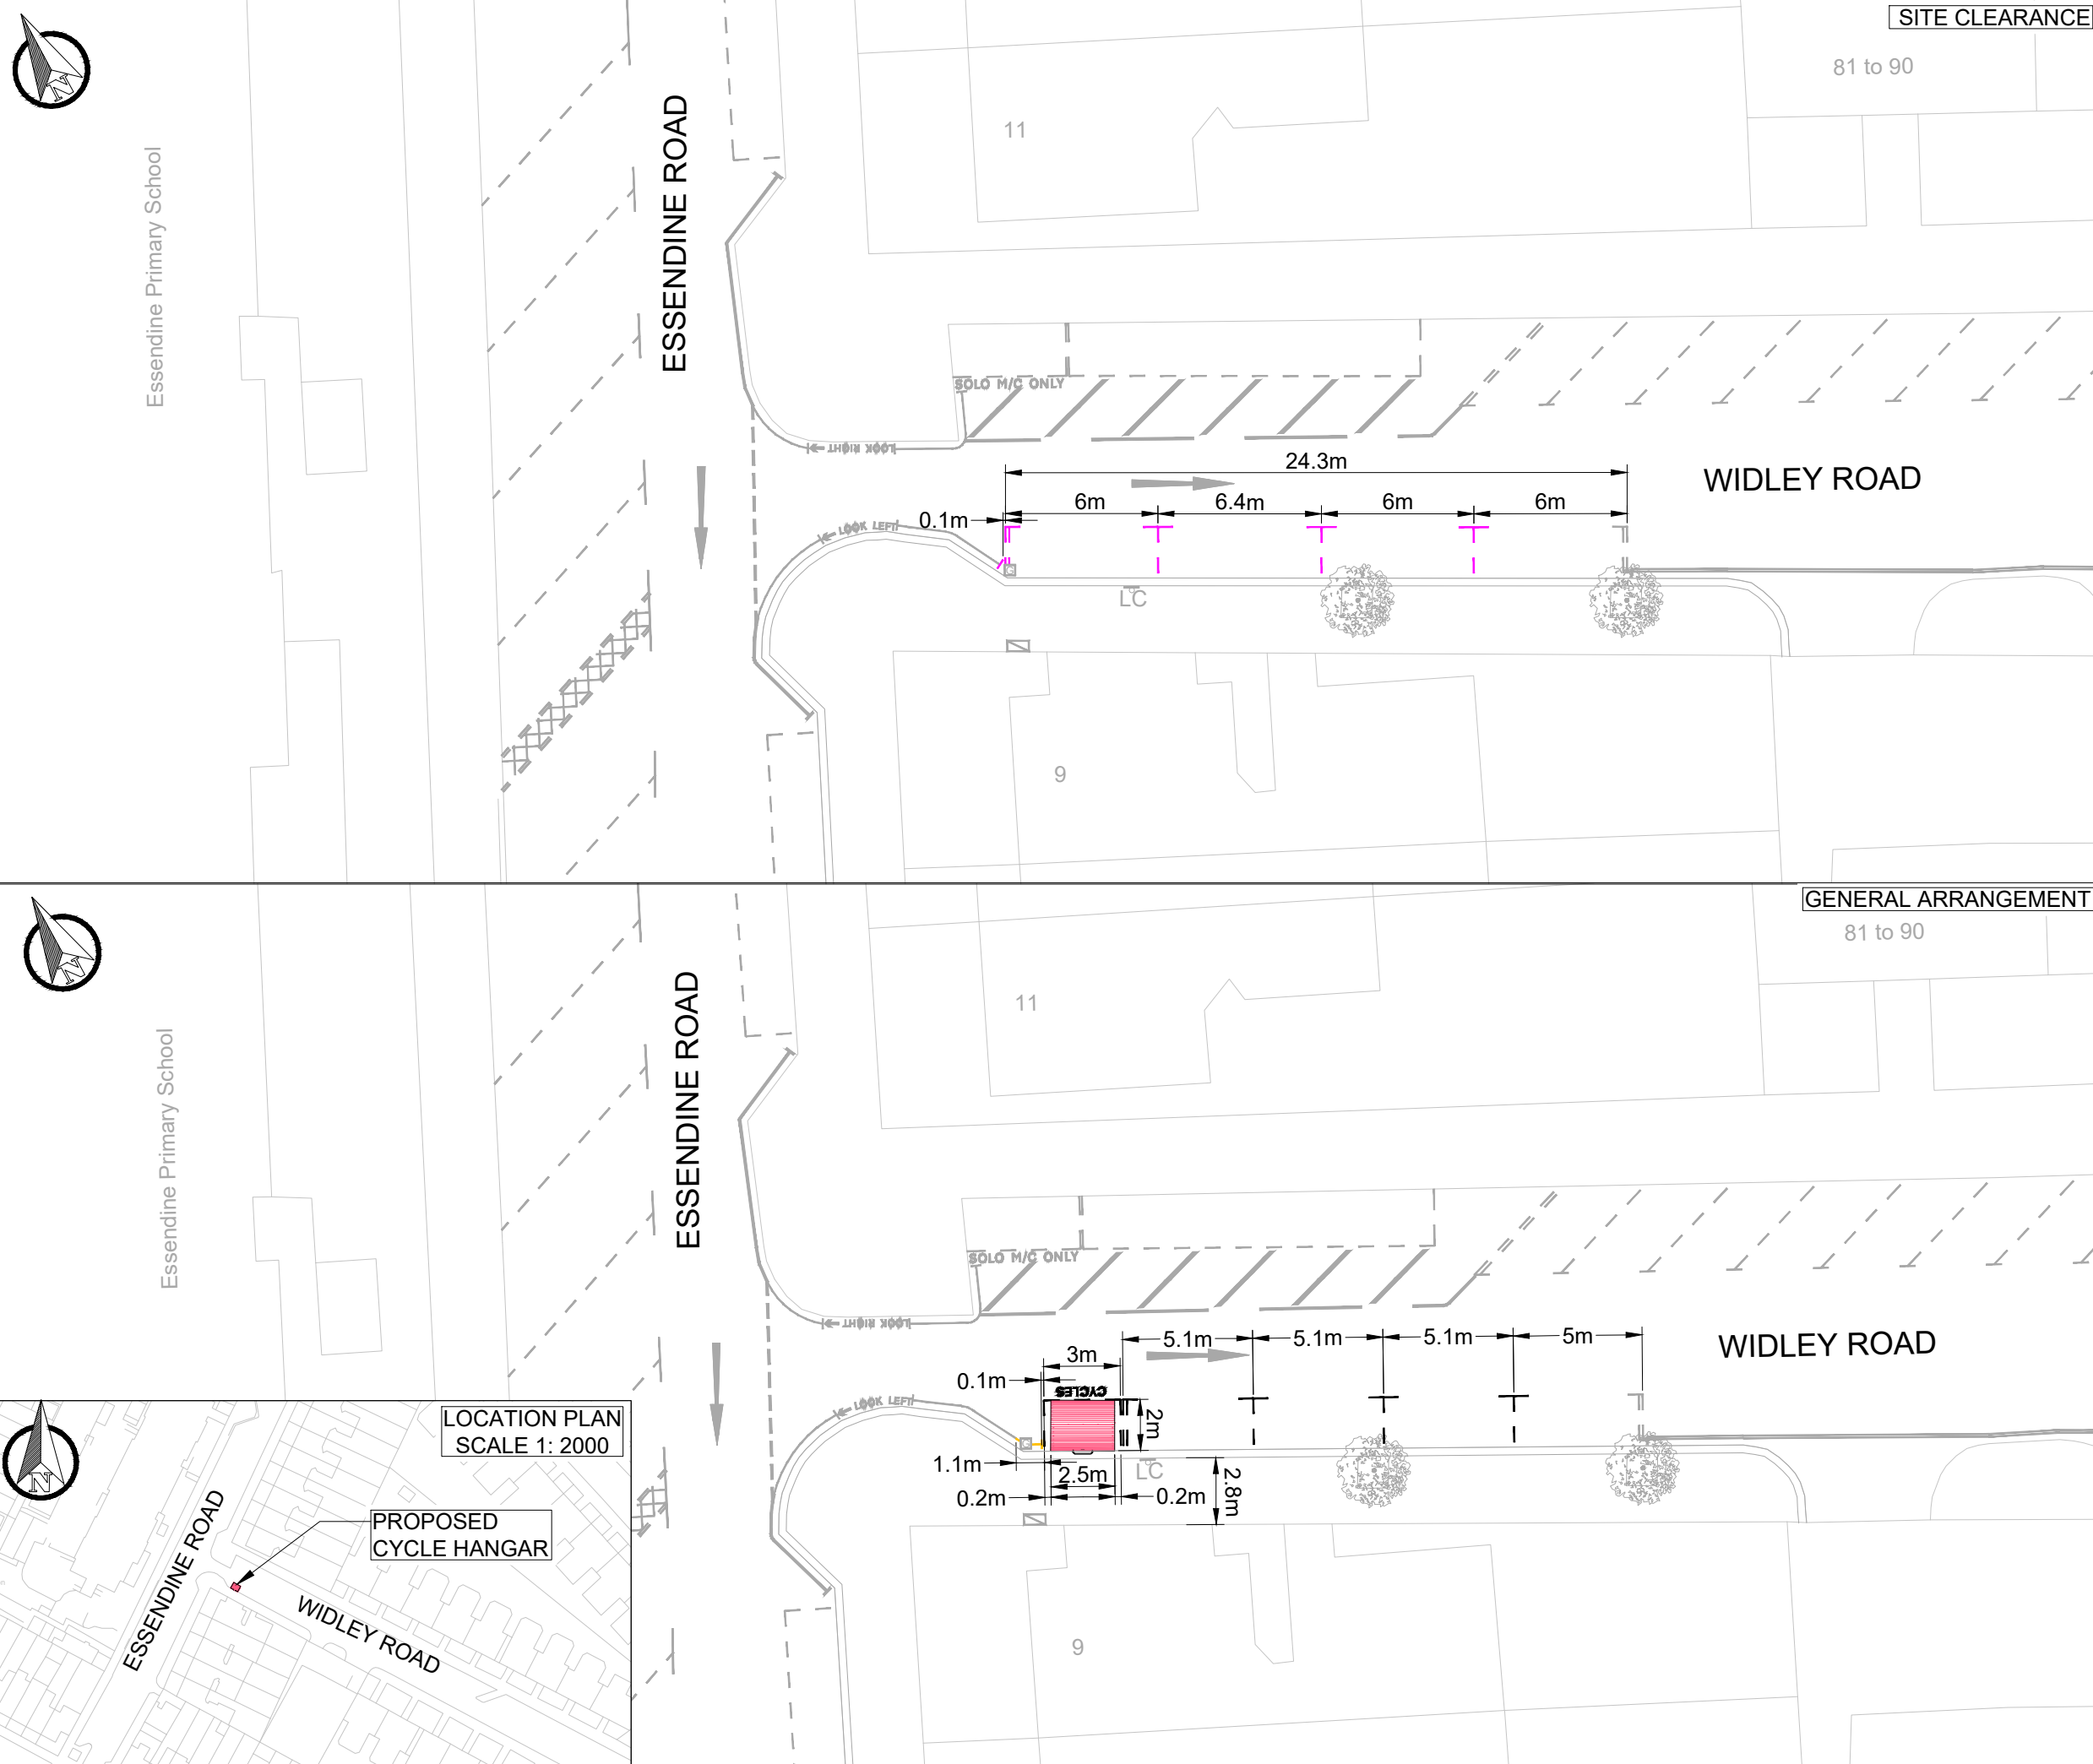 SITE CLEARANCE
N
81 to 90
11
Essendine Primary School
ESSENDINE ROAD
SOLO M/C ONLY
LOOK RIGHT
24.3m
WIDLEY ROAD
6m
6.4m
6m
6m
0.1m
LOOK LEFT
LC
9
GENERAL ARRANGEMENT
N
81 to 90
11
Essendine Primary School
ESSENDINE ROAD
SOLO M/C ONLY
LOOK RIGHT
5.1m
5.1m
5.1m
5m
WIDLEY ROAD
3m
0.1m
CYCLES
LOOK LEFT
2m
1.1m
2.5m
LC
0.2m
0.2m
2.8m
9
LOCATION PLAN
SCALE 1: 2000
N
PROPOSED
CYCLE HANGAR
ESSENDINE ROAD
WIDLEY ROAD